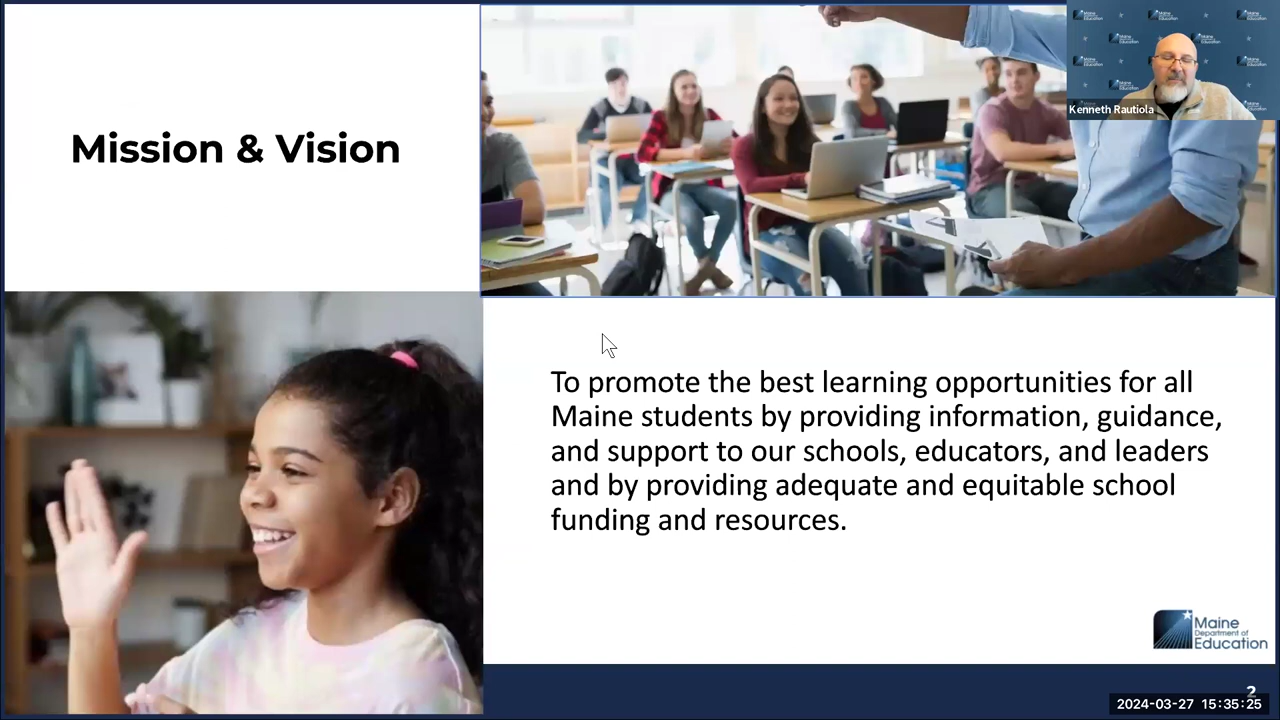 Mission & Vision
Kenneth Rautiola
To promote the best learning opportunities for all
Maine students by providing information, guidance,
and support to our schools, educators, and leaders
and by providing adequate and equitable school
funding and resources.
Maine
Department of
Education
2
2024-03-27 15:35:25